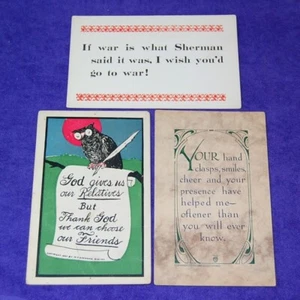 If war is what Sherman
said it was, I wish you'd
go to war!
God gives us
our Relatives
But
Thank God
we can choose
our Friends
YOUR hand
clasps, smiles,
cheer and your
presence have
helped me—
oftener than
you will ever
know.